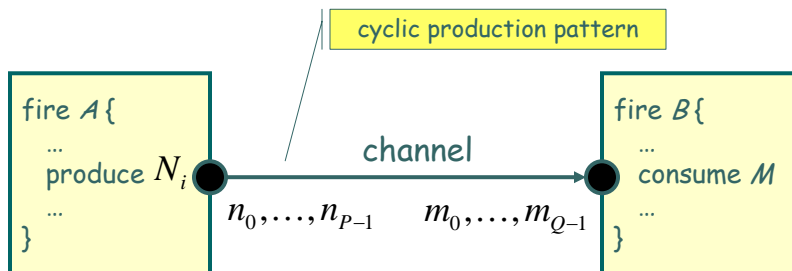 cyclic production pattern
fire A {
…
produce N_i
…
}
channel
n_0,…,n_{P−1}
m_0,…,m_{Q−1}
fire B {
…
consume M
…
}